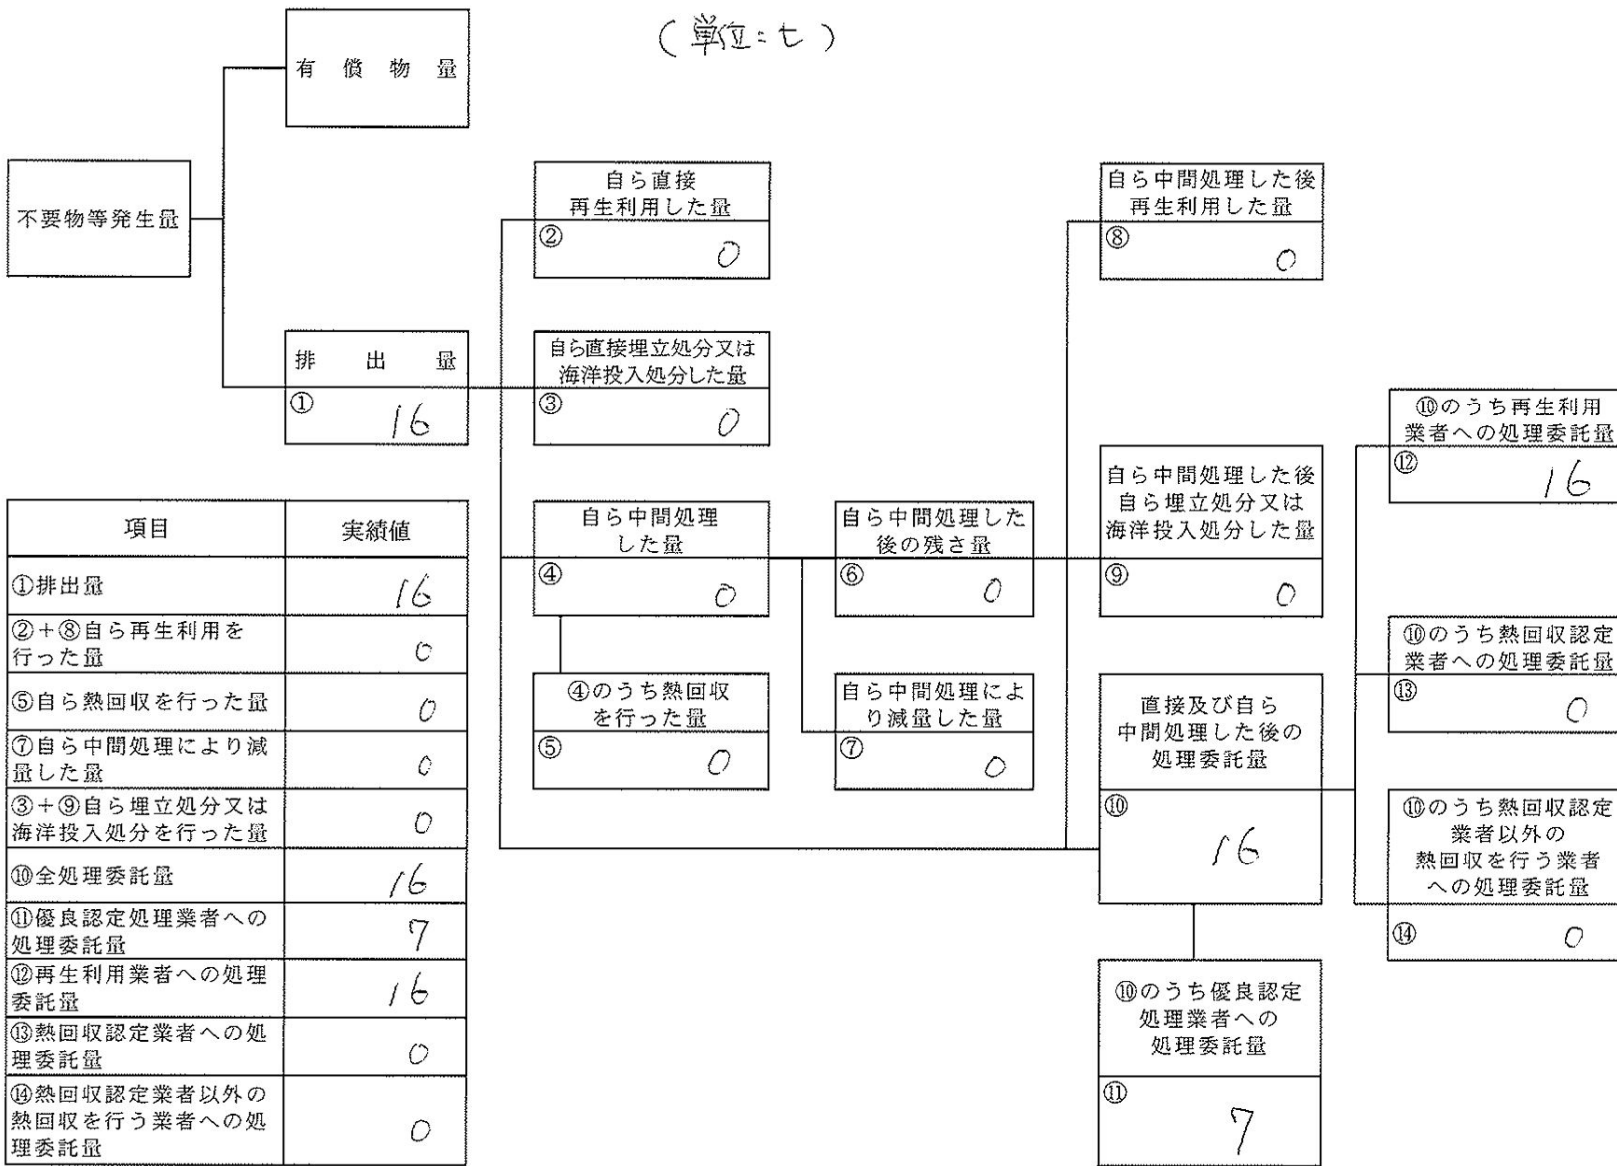 (単位:t)
有償物量
不要物等発生量
排出量
① 16
自ら直接
再生利用した量
② 0
自ら直接埋立処分又は
海洋投入処分した量
③ 0
自ら中間処理
した量
④ 0
④のうち熱回収
を行った量
⑤ 0
自ら中間処理した
後の残さ量
⑥ 0
自ら中間処理によ
り減量した量
⑦ 0
自ら中間処理した後
再生利用した量
⑧ 0
自ら中間処理した後
自ら埋立処分又は
海洋投入処分した量
⑨ 0
直接及び自ら
中間処理した後の
処理委託量
⑩ 16
⑩のうち優良認定
処理業者への
処理委託量
⑪ 7
⑩のうち再生利用
業者への処理委託量
⑫ 16
⑩のうち熱回収認定
業者への処理委託量
⑬ 0
⑩のうち熱回収認定
業者以外の
熱回収を行う業者
への処理委託量
⑭ 0
項目 実績値
①排出量 16
②+⑧自ら再生利用を
行った量 0
⑤自ら熱回収を行った量 0
⑦自ら中間処理により減
量した量 0
③+⑨自ら埋立処分又は
海洋投入処分を行った量 0
⑩全処理委託量 16
⑪優良認定処理業者への
処理委託量 7
⑫再生利用業者への処理
委託量 16
⑬熱回収認定業者への処
理委託量 0
⑭熱回収認定業者以外の
熱回収を行う業者への処
理委託量 0